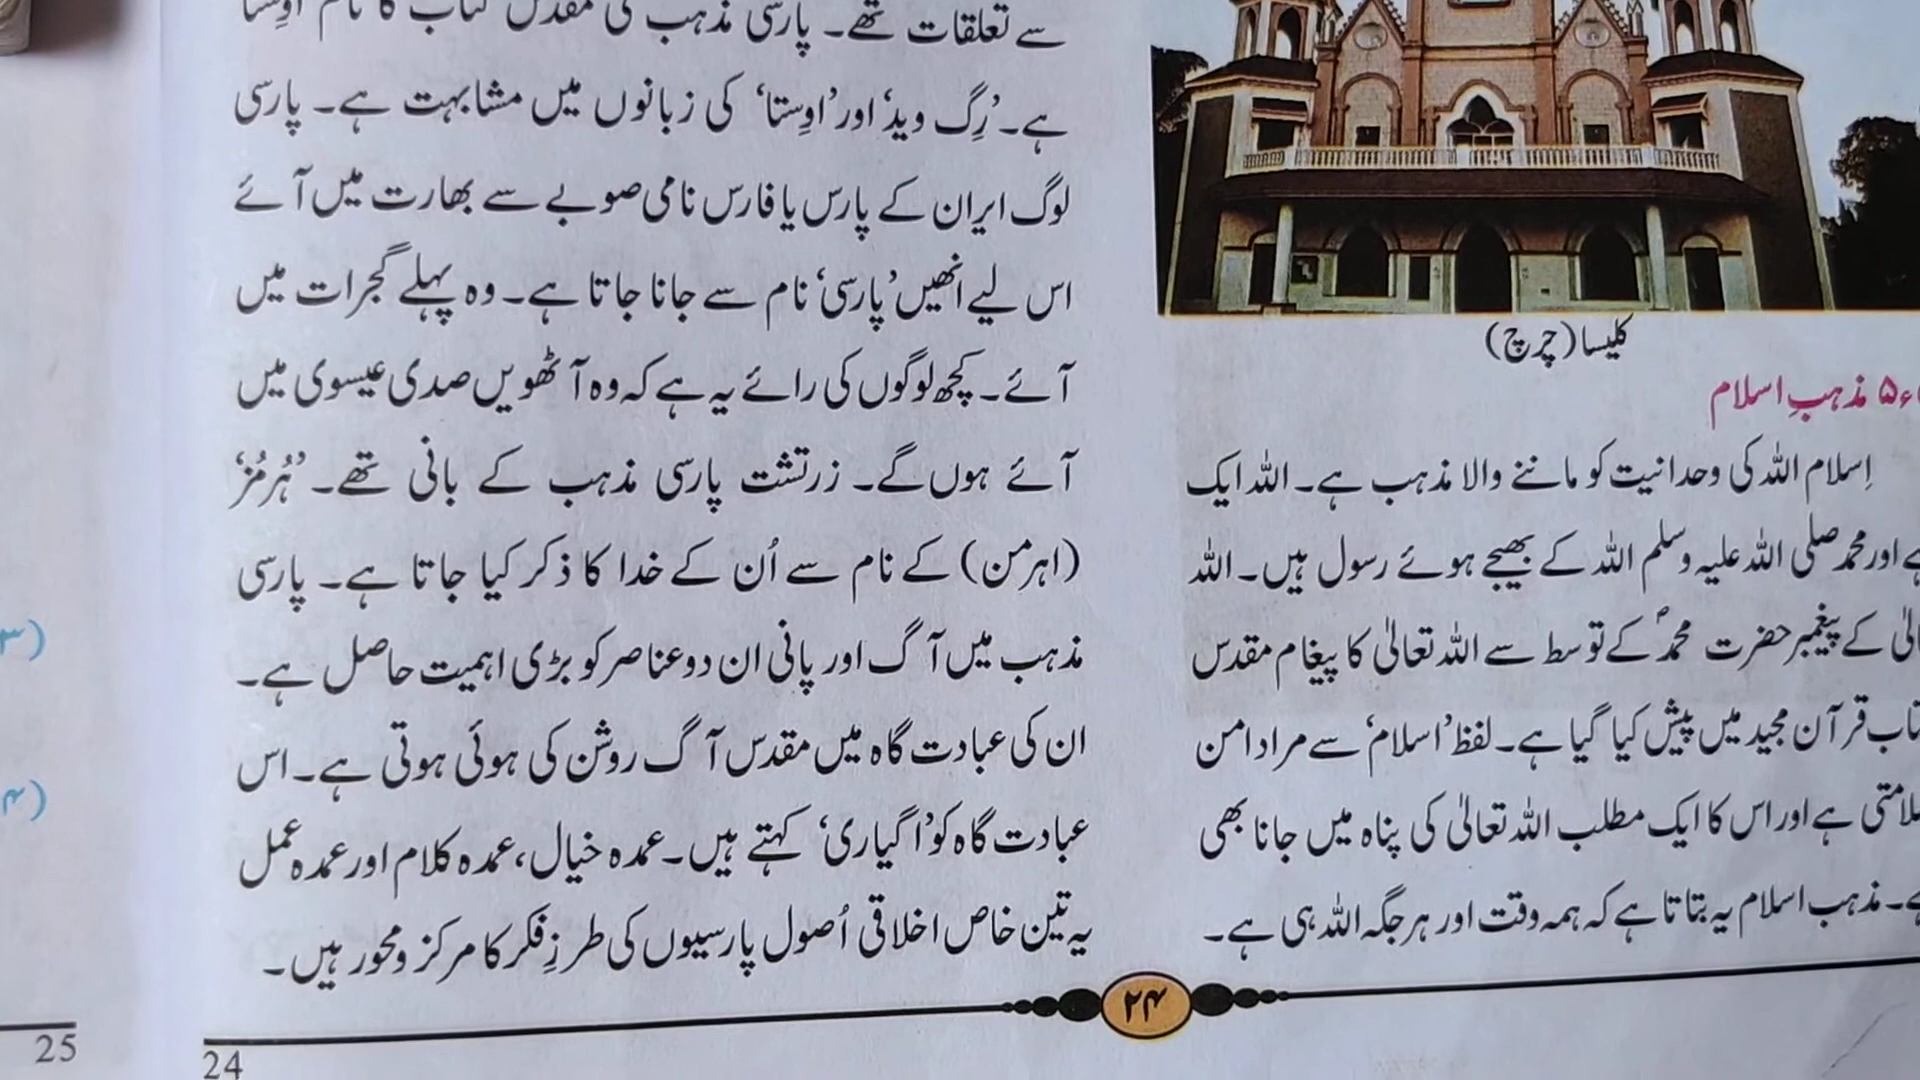 کلیسا (چرچ)
۵ء مذہبِ اسلام
اِسلام اللہ کی وحدانیت کو ماننے والا مذہب ہے۔ اللہ ایک
اور محمد صلی اللہ علیہ وسلم اللہ کے بھیجے ہوئے رسول ہیں۔ اللہ
کے پیغمبر حضرت محمدؐ کے توسط سے اللہ تعالیٰ کا پیغام مقدس
قرآن مجید میں پیش کیا گیا ہے۔ لفظ 'اسلام' سے مراد امن
ہے اور اس کا ایک مطلب اللہ تعالیٰ کی پناہ میں جانا بھی
مذہب اسلام یہ بتاتا ہے کہ ہمہ وقت اور ہر جگہ اللہ ہی ہے۔
سے تعلقات تھے۔ پارسی مذہب کی مقدس کتاب کا نام اوِستا
ہے۔ 'رِگ وید' اور 'اوِستا' کی زبانوں میں مشابہت ہے۔ پارسی
لوگ ایران کے پارس یا فارس نامی صوبے سے بھارت میں آئے
اس لیے انھیں 'پارسی' نام سے جانا جاتا ہے۔ وہ پہلے گجرات میں
آئے۔ کچھ لوگوں کی رائے یہ ہے کہ وہ آٹھویں صدی عیسوی میں
آئے ہوں گے۔ زرتشت پارسی مذہب کے بانی تھے۔ 'ہُرمُز'
(اہرمن) کے نام سے اُن کے خدا کا ذکر کیا جاتا ہے۔ پارسی
مذہب میں آگ اور پانی ان دو عناصر کو بڑی اہمیت حاصل ہے۔
ان کی عبادت گاہ میں مقدس آگ روشن کی ہوئی ہوتی ہے۔ اس
عبادت گاہ کو 'اگیاری' کہتے ہیں۔ عمدہ خیال، عمدہ کلام اور عمدہ عمل
یہ تین خاص اخلاقی اُصول پارسیوں کی طرزِ فکر کا مرکز و محور ہیں۔
۲۴
24
(۳
(۴
25